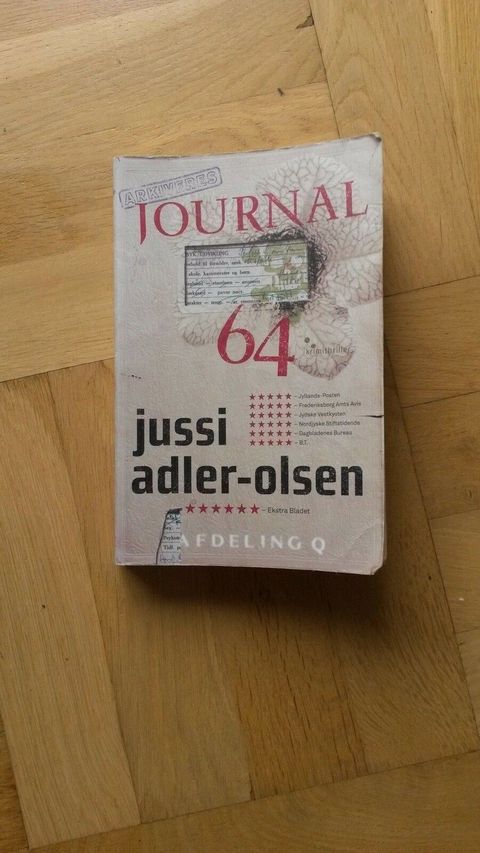 ARKIVERES
JOURNAL
64
krimithriller
jussi
adler-olsen
★★★★★ – Jyllands-Posten
★★★★★ – Frederiksborg Amts Avis
★★★★★ – Jydske Vestkysten
★★★★★ – Nordjyske Stiftstidende
★★★★★ – Dagbladenes Bureau
★★★★★ – B.T.
★★★★★★ – Ekstra Bladet
AFDELING Q